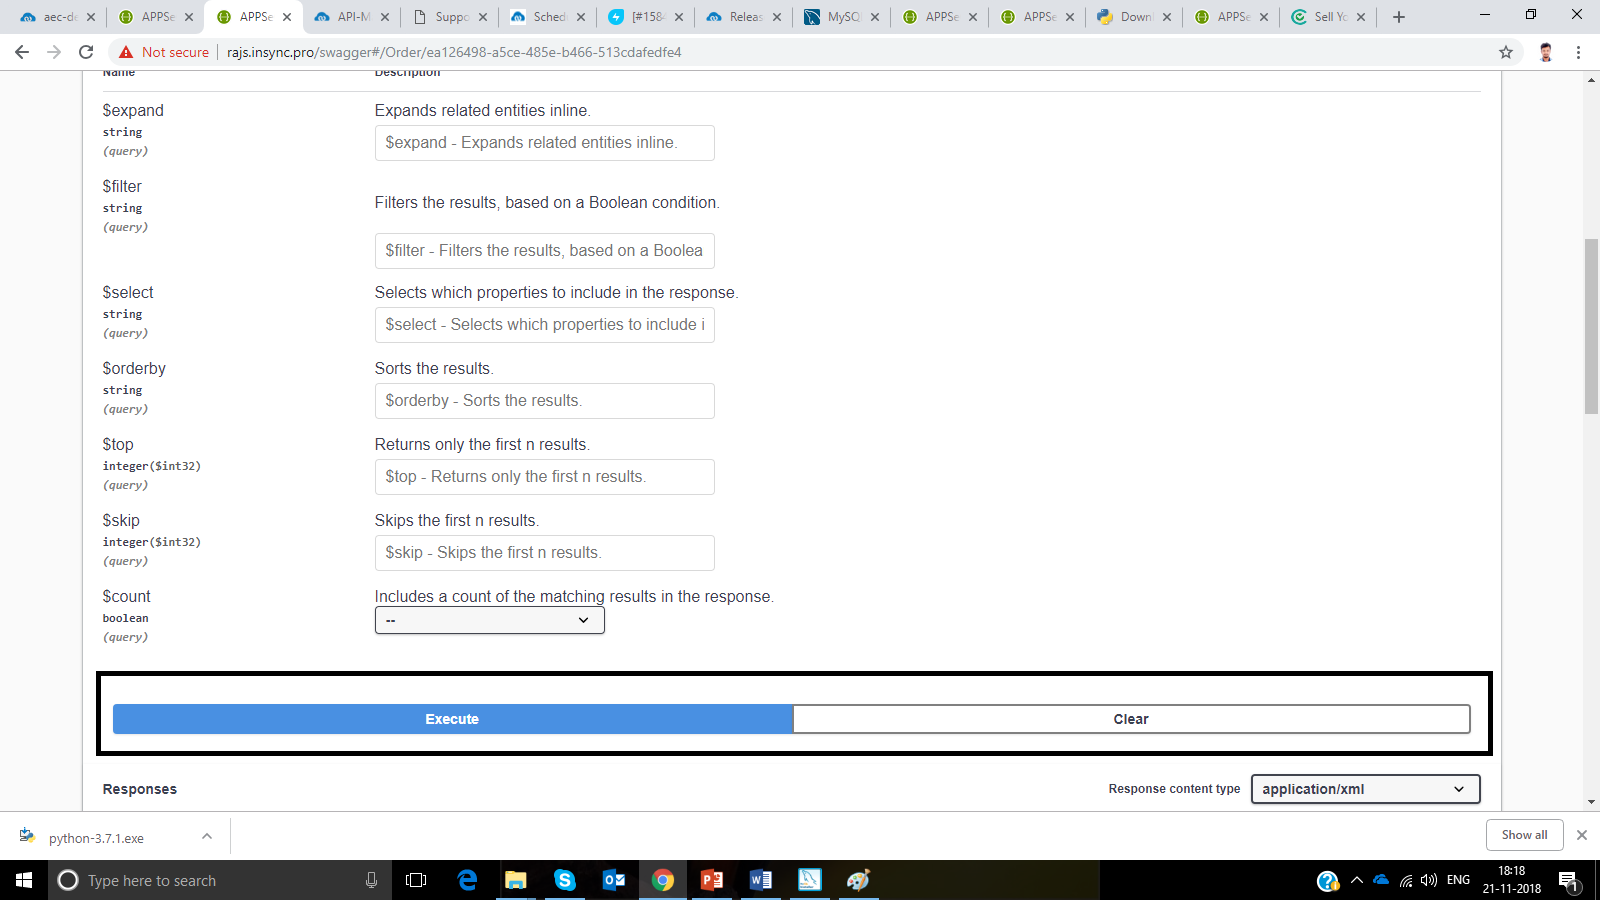 aec-de
APPSe
APPSe
API-M
Suppo
Sched
[#1584
Releas
MySQ
APPSe
APPSe
Down
APPSe
Sell Yo
Not secure
rajs.insync.pro/swagger#/Order/ea126498-a5ce-485e-b466-513cdafedfe4
Name Description
$expand Expands related entities inline.
string
(query)
$expand - Expands related entities inline.
$filter
string
(query)
Filters the results, based on a Boolean condition.
$filter - Filters the results, based on a Boolea
$select Selects which properties to include in the response.
string
(query)
$select - Selects which properties to include i
$orderby Sorts the results.
string
(query)
$orderby - Sorts the results.
$top Returns only the first n results.
integer($int32)
(query)
$top - Returns only the first n results.
$skip Skips the first n results.
integer($int32)
(query)
$skip - Skips the first n results.
$count Includes a count of the matching results in the response.
boolean
(query)
--
Execute Clear
Responses Response content type application/xml
python-3.7.1.exe Show all
Type here to search
ENG
18:18
21-11-2018
1